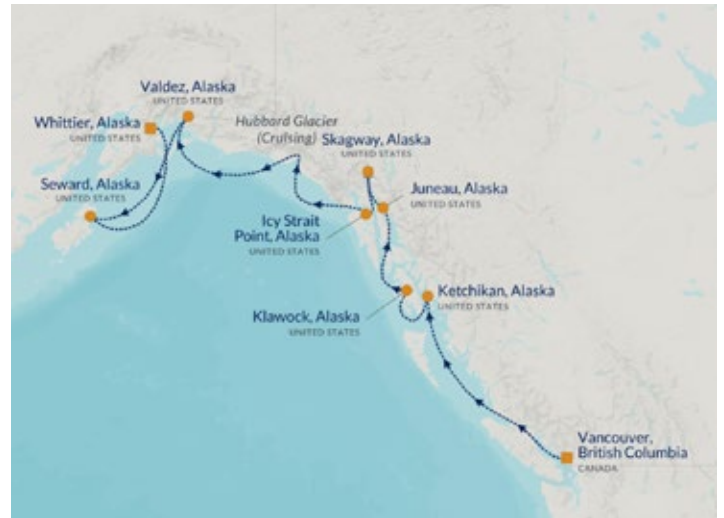 Valdez, Alaska
UNITED STATES
Whittier, Alaska
UNITED STATES
Hubbard Glacier
(Cruising)
Skagway, Alaska
UNITED STATES
Seward, Alaska
UNITED STATES
Juneau, Alaska
UNITED STATES
Icy Strait
Point, Alaska
UNITED STATES
Klawock, Alaska
UNITED STATES
Ketchikan, Alaska
UNITED STATES
Vancouver,
British Columbia
CANADA